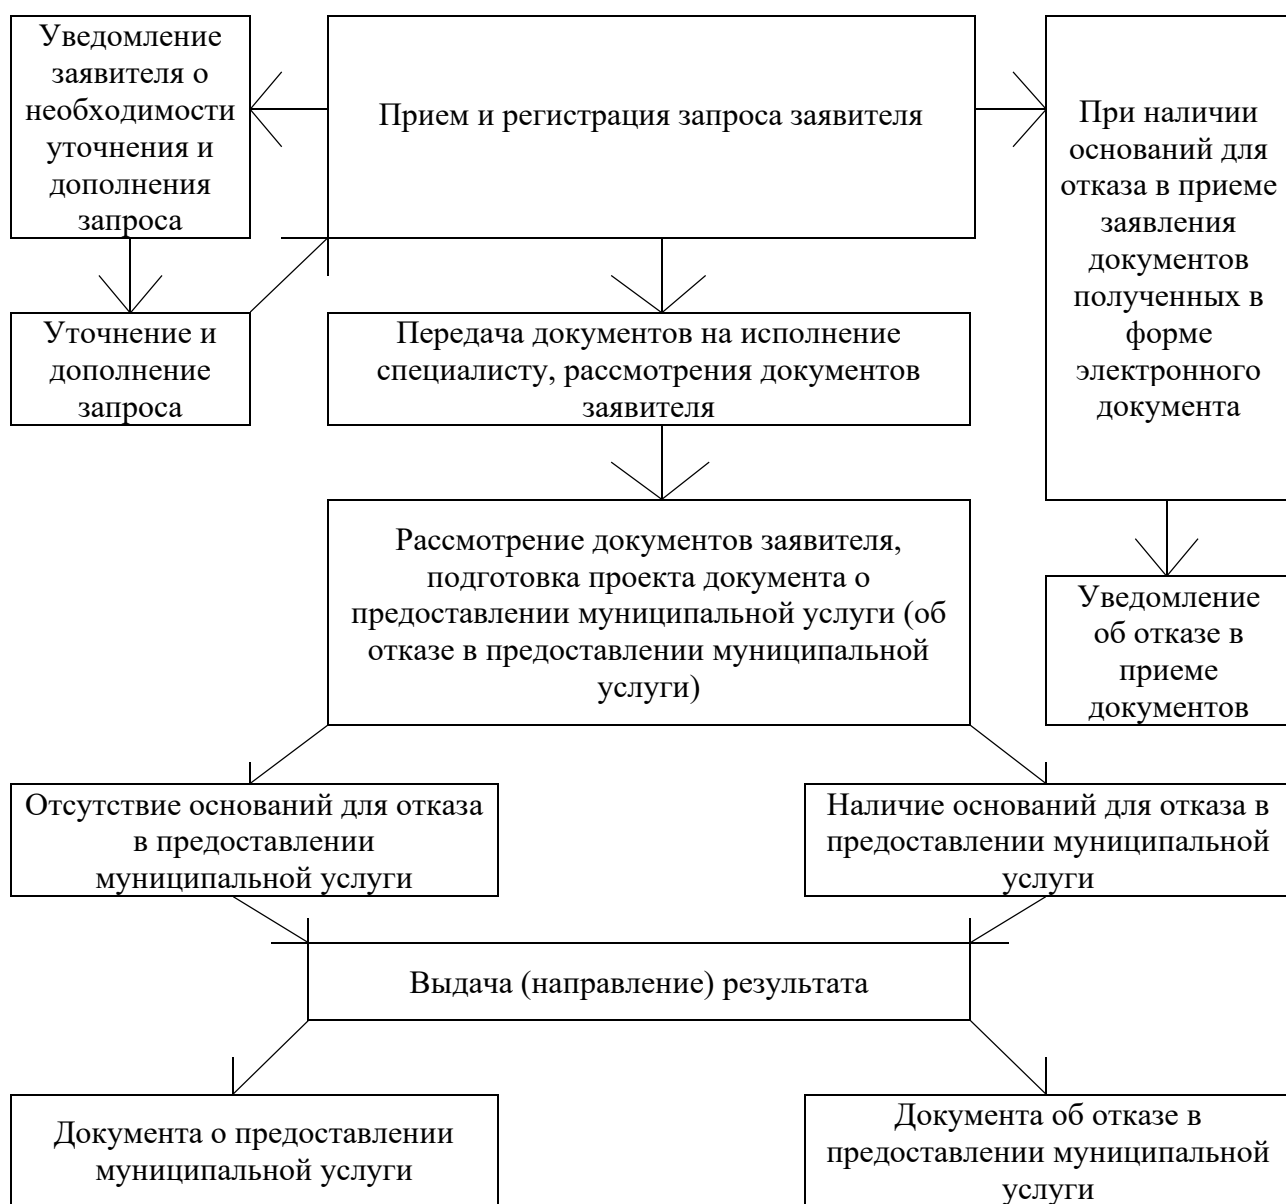 Уведомление
заявителя о
необходимости
уточнения и
дополнения
запроса
Прием и регистрация запроса заявителя
При наличии
оснований для
отказа в приеме
заявления
документов
полученных в
форме
электронного
документа
Уточнение и
дополнение
запроса
Передача документов на исполнение
специалисту, рассмотрения документов
заявителя
Рассмотрение документов заявителя,
подготовка проекта документа о
предоставлении муниципальной услуги (об
отказе в предоставлении муниципальной
услуги)
Уведомление
об отказе в
приеме
документов
Отсутствие оснований для отказа
в предоставлении
муниципальной услуги
Наличие оснований для отказа в
предоставлении муниципальной
услуги
Выдача (направление) результата
Документа о предоставлении
муниципальной услуги
Документа об отказе в
предоставлении муниципальной
услуги